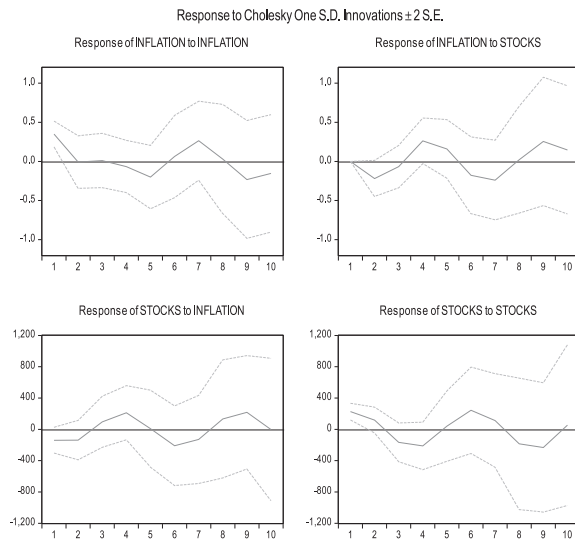 Response to Cholesky One S.D. Innovations ± 2 S.E.
Response of INFLATION to INFLATION
1.0
0.5
0.0
-0.5
-1.0
1 2 3 4 5 6 7 8 9 10
Response of INFLATION to STOCKS
1.0
0.5
0.0
-0.5
-1.0
1 2 3 4 5 6 7 8 9 10
Response of STOCKS to INFLATION
1,200
800
400
0
-400
-800
-1,200
1 2 3 4 5 6 7 8 9 10
Response of STOCKS to STOCKS
1,200
800
400
0
-400
-800
-1,200
1 2 3 4 5 6 7 8 9 10